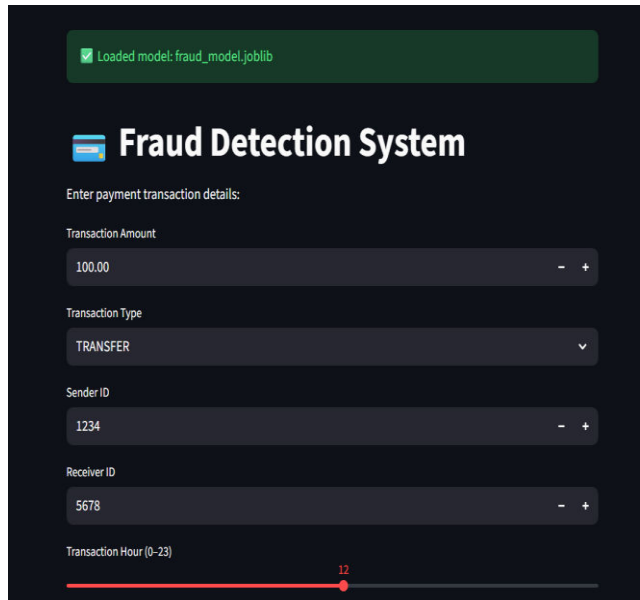 Loaded model: fraud_model.joblib
Fraud Detection System
Enter payment transaction details:
Transaction Amount
100.00 − +
Transaction Type
TRANSFER
Sender ID
1234 − +
Receiver ID
5678 − +
Transaction Hour (0–23)
12